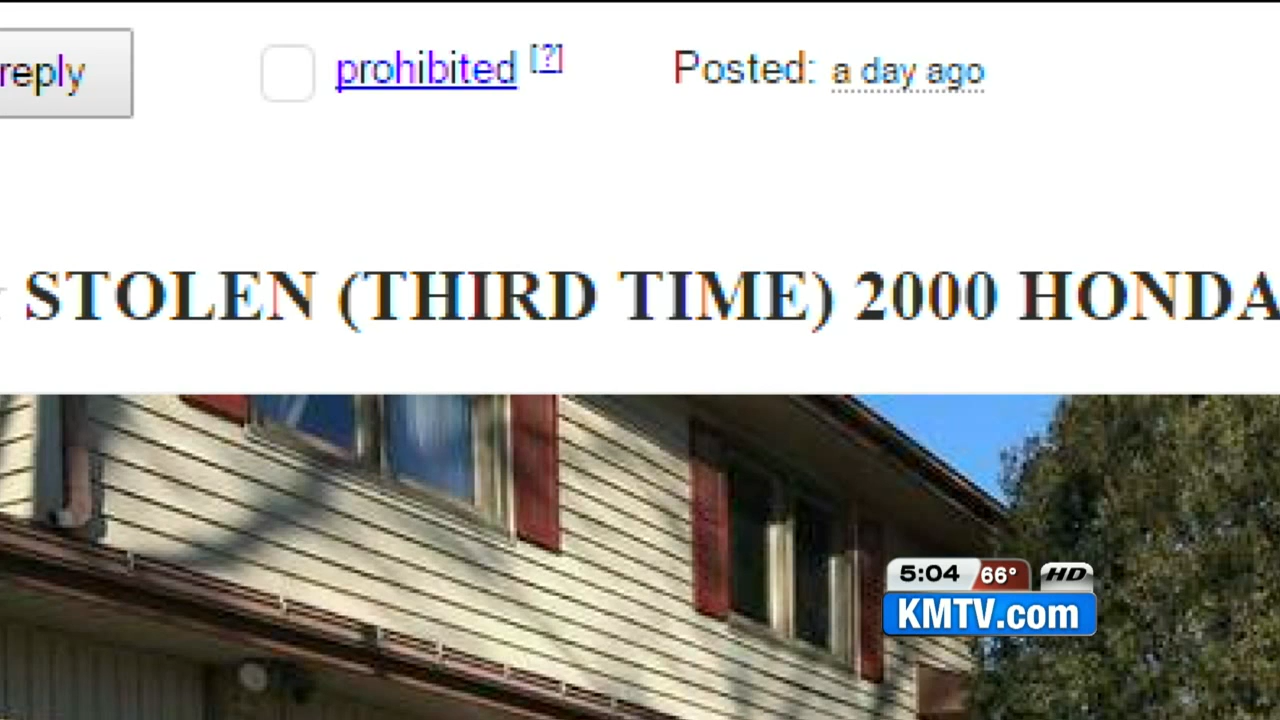 reply prohibited [?] Posted: a day ago
STOLEN (THIRD TIME) 2000 HONDA
5:04 66° HD
KMTV.com